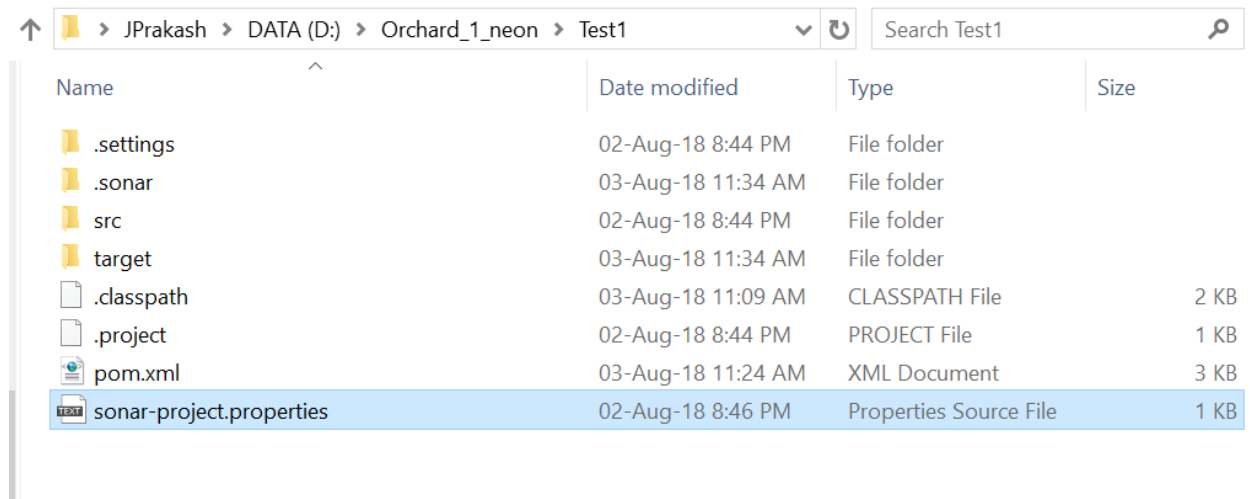 JPrakash > DATA (D:) > Orchard_1_neon > Test1 Search Test1
Name Date modified Type Size
.settings 02-Aug-18 8:44 PM File folder
.sonar 03-Aug-18 11:34 AM File folder
src 02-Aug-18 8:44 PM File folder
target 03-Aug-18 11:34 AM File folder
.classpath 03-Aug-18 11:09 AM CLASSPATH File 2 KB
.project 02-Aug-18 8:44 PM PROJECT File 1 KB
pom.xml 03-Aug-18 11:24 AM XML Document 3 KB
TEXT sonar-project.properties 02-Aug-18 8:46 PM Properties Source File 1 KB